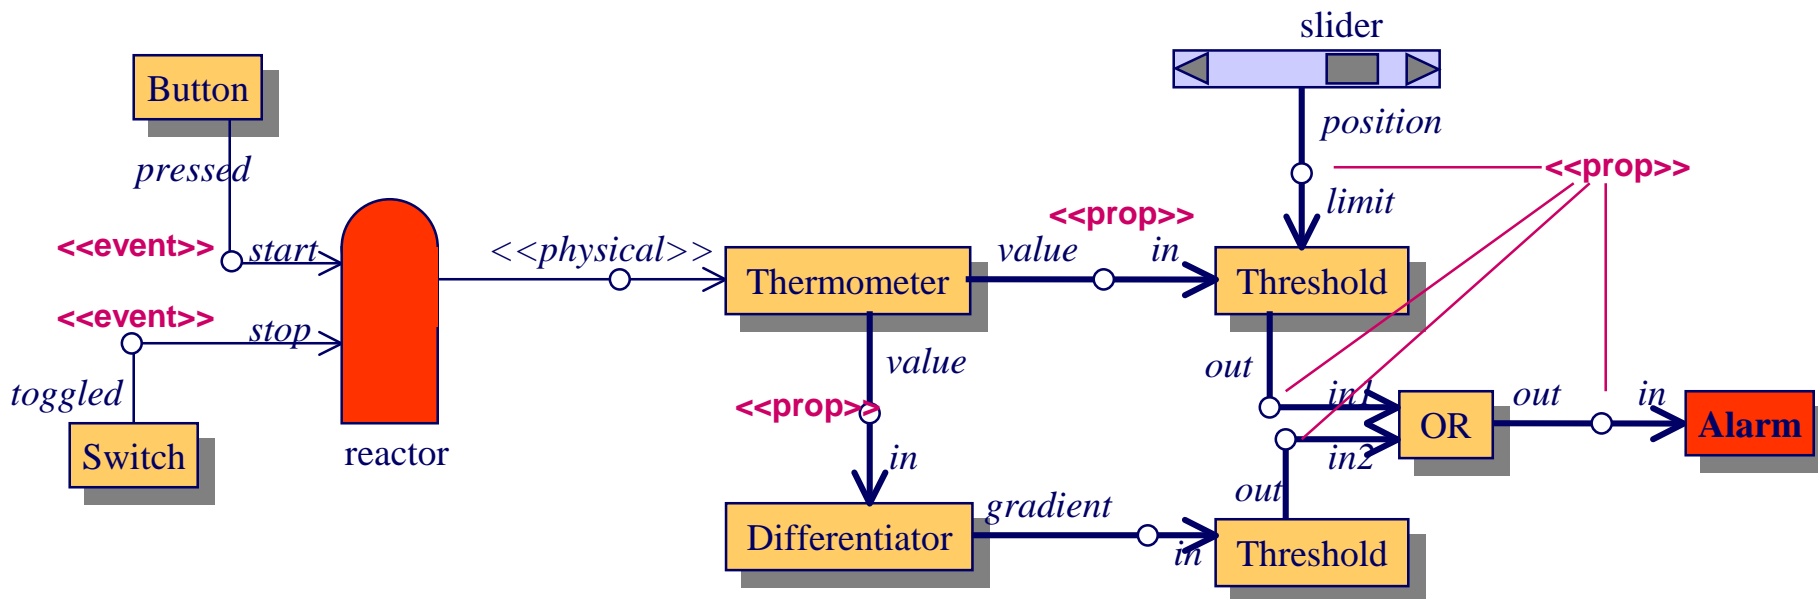 slider
Button
position
pressed
<<prop>>
limit
<<prop>>
<<event>>
start
<<physical>>
value
in
Thermometer
Threshold
<<event>>
stop
value
out
toggled
<<prop>>
in1
out
in
Switch
reactor
OR
Alarm
in
in2
out
gradient
Differentiator
in
Threshold